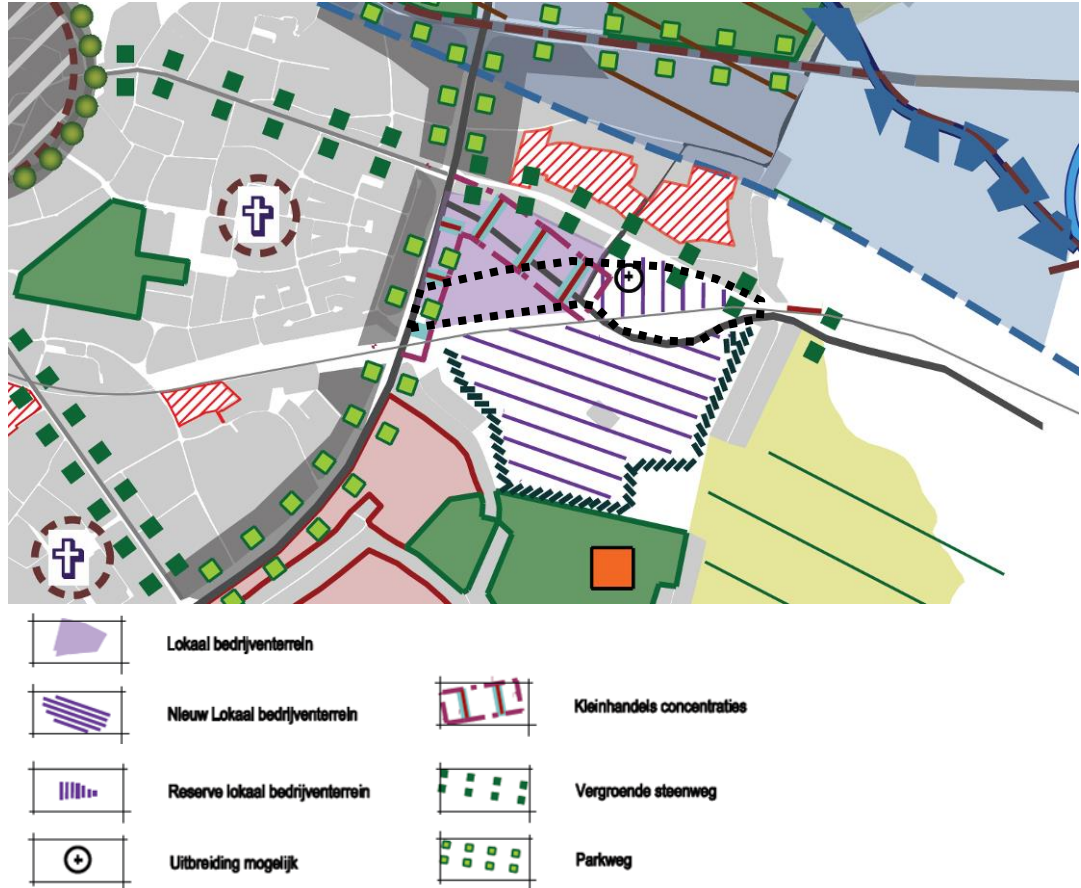 Lokaal bedrijventerrein
Nieuw Lokaal bedrijventerrein
Kleinhandels concentraties
Reserve lokaal bedrijventerrein
Vergroende steenweg
Uitbreiding mogelijk
Parkweg